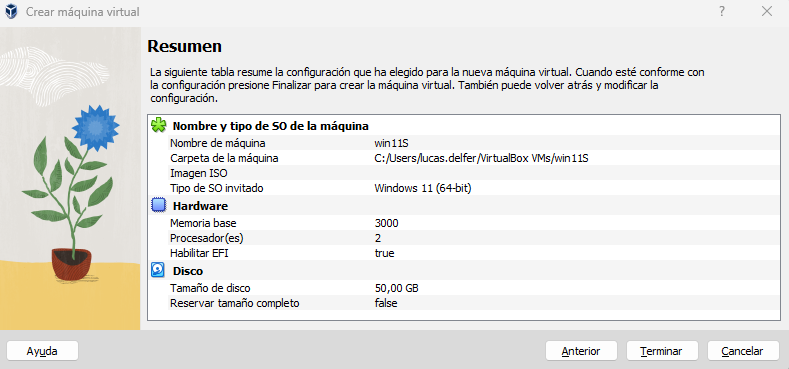 Crear máquina virtual
Resumen
La siguiente tabla resume la configuración que ha elegido para la nueva máquina virtual. Cuando esté conforme con
la configuración presione Finalizar para crear la máquina virtual. También puede volver atrás y modificar la
configuración.
Nombre y tipo de SO de la máquina
Nombre de máquina win11S
Carpeta de la máquina C:/Users/lucas.delfer/VirtualBox VMs/win11S
Imagen ISO
Tipo de SO invitado Windows 11 (64-bit)
Hardware
Memoria base 3000
Procesador(es) 2
Habilitar EFI true
Disco
Tamaño de disco 50,00 GB
Reservar tamaño completo false
Ayuda Anterior Terminar Cancelar